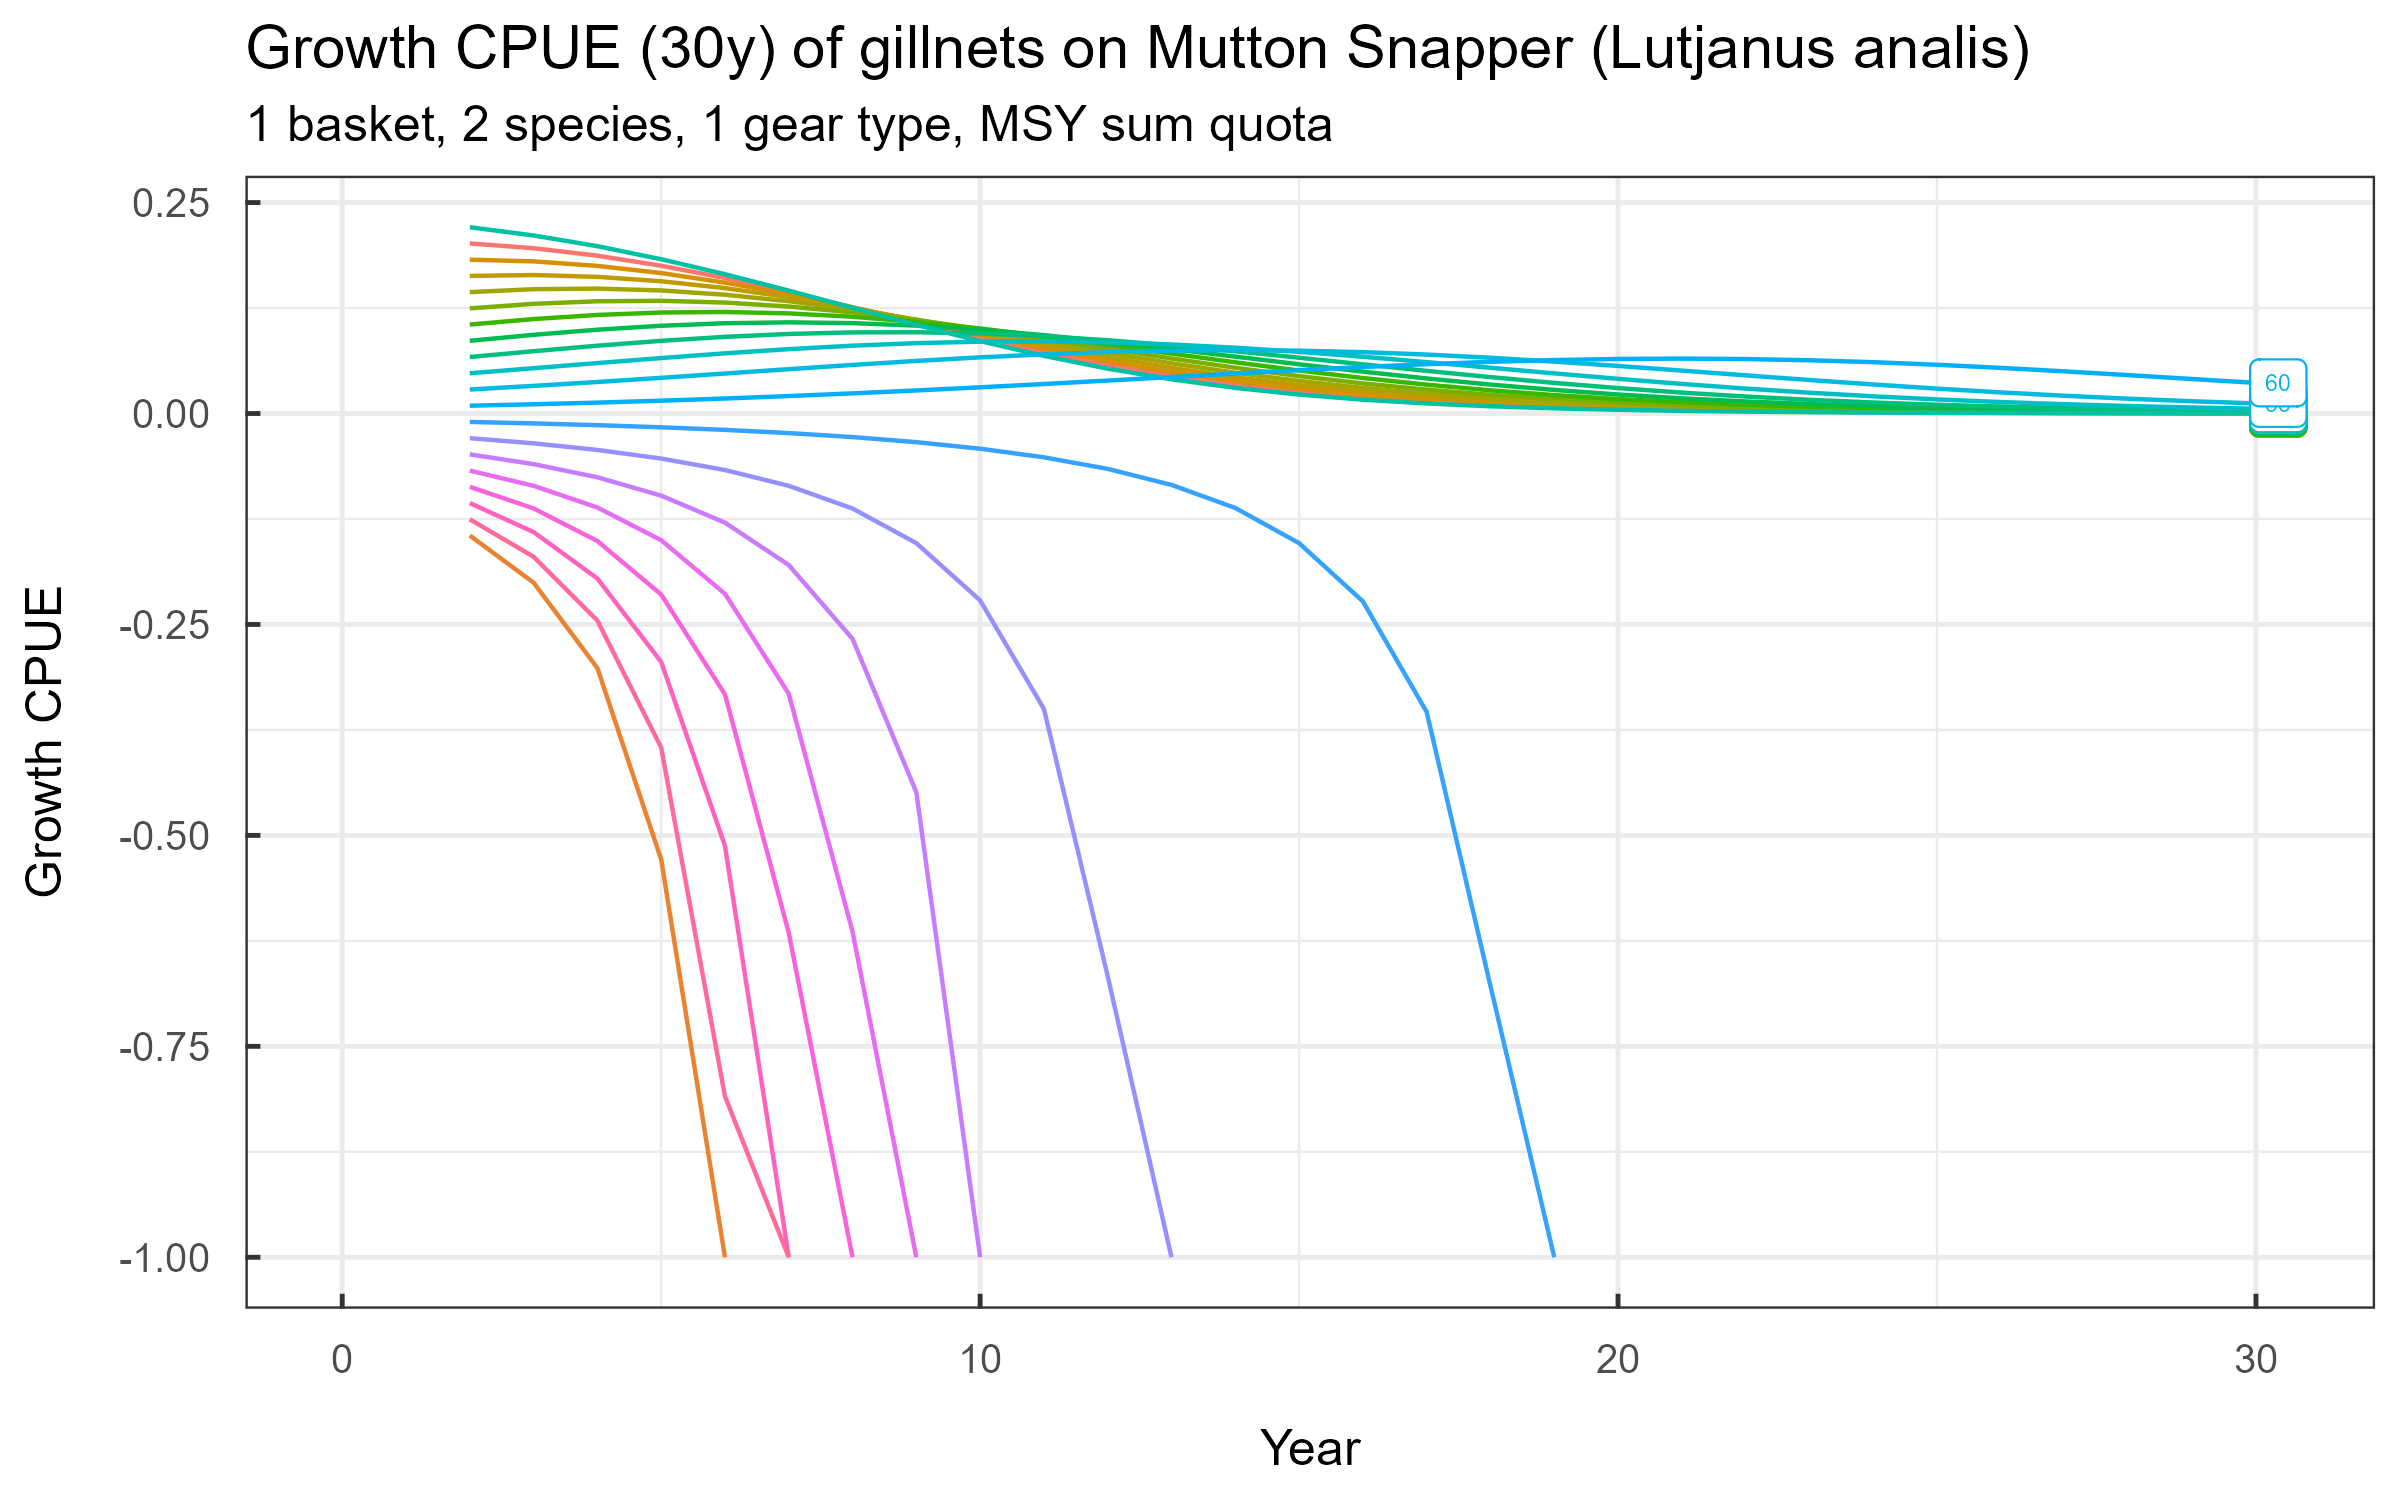 Growth CPUE (30y) of gillnets on Mutton Snapper (Lutjanus analis)
1 basket, 2 species, 1 gear type, MSY sum quota
Growth CPUE
0.25
0.00
-0.25
-0.50
-0.75
-1.00
60
0
10
20
30
Year